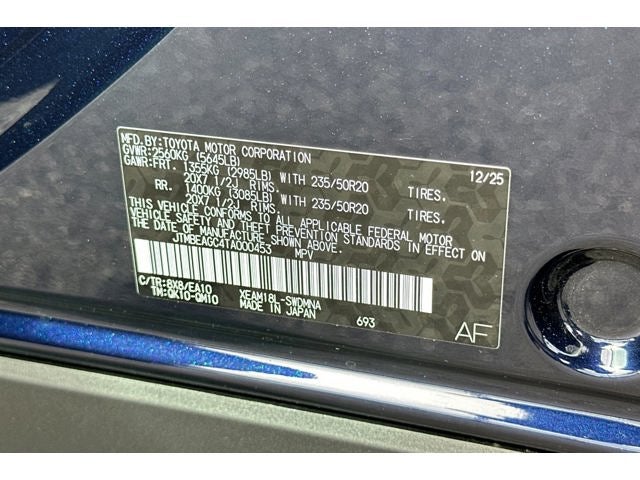 MFD. BY: TOYOTA MOTOR CORPORATION 12/25
GVWR: 2560KG (5645LB)
GAWR: FRT. 1355KG (2985LB) WITH 235/50R20 TIRES.
20X7 1/2J RIMS.
RR. 1400KG (3085LB) WITH 235/50R20 TIRES.
20X7 1/2J RIMS.
THIS VEHICLE CONFORMS TO ALL APPLICABLE FEDERAL MOTOR
VEHICLE SAFETY AND THEFT PREVENTION STANDARDS IN EFFECT ON
THE DATE OF MANUFACTURE SHOWN ABOVE.
JTMBEAGC4TA000453 MPV
C/TR: 8X8/EA10 XEAM18L-SWDMNA
TM: QK10-QM10 MADE IN JAPAN 693
AF